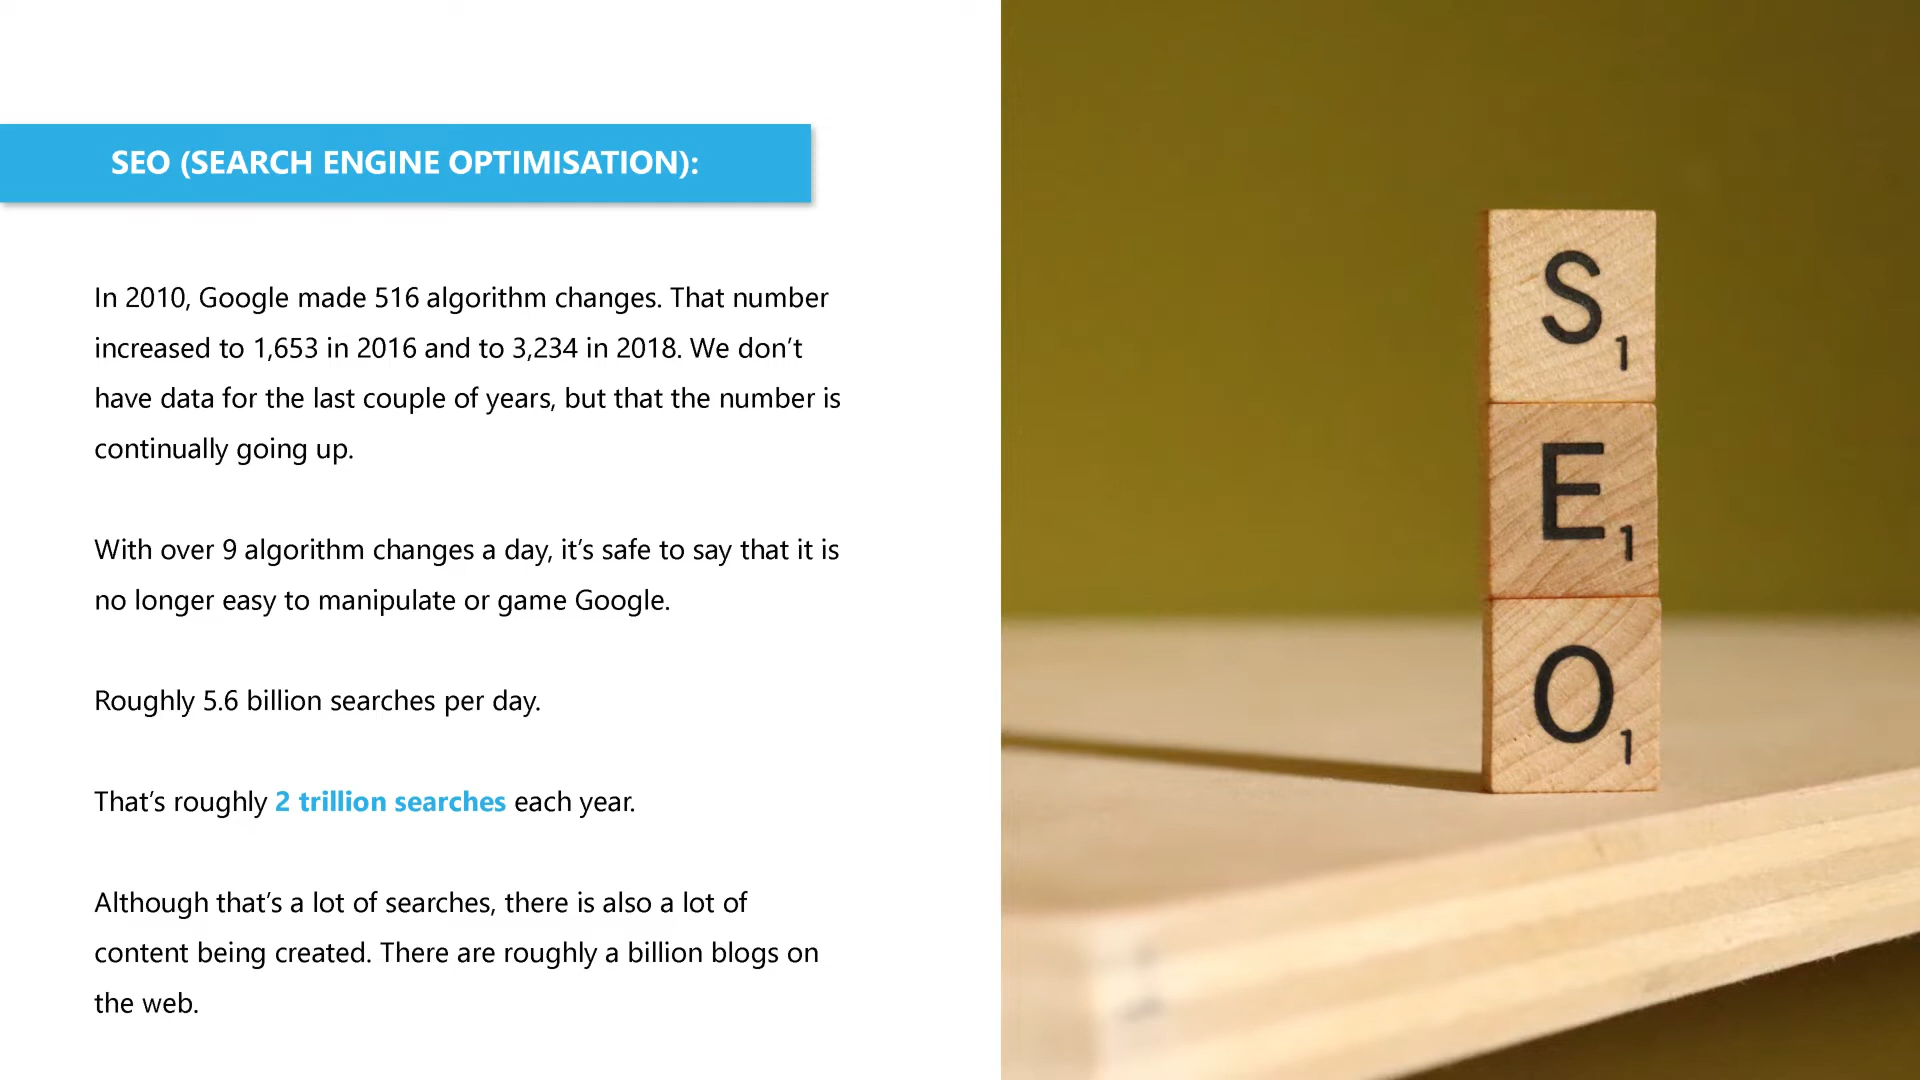 SEO (SEARCH ENGINE OPTIMISATION):
In 2010, Google made 516 algorithm changes. That number
increased to 1,653 in 2016 and to 3,234 in 2018. We don’t
have data for the last couple of years, but that the number is
continually going up.
With over 9 algorithm changes a day, it’s safe to say that it is
no longer easy to manipulate or game Google.
Roughly 5.6 billion searches per day.
That’s roughly 2 trillion searches each year.
Although that’s a lot of searches, there is also a lot of
content being created. There are roughly a billion blogs on
the web.
S1
E1
O1